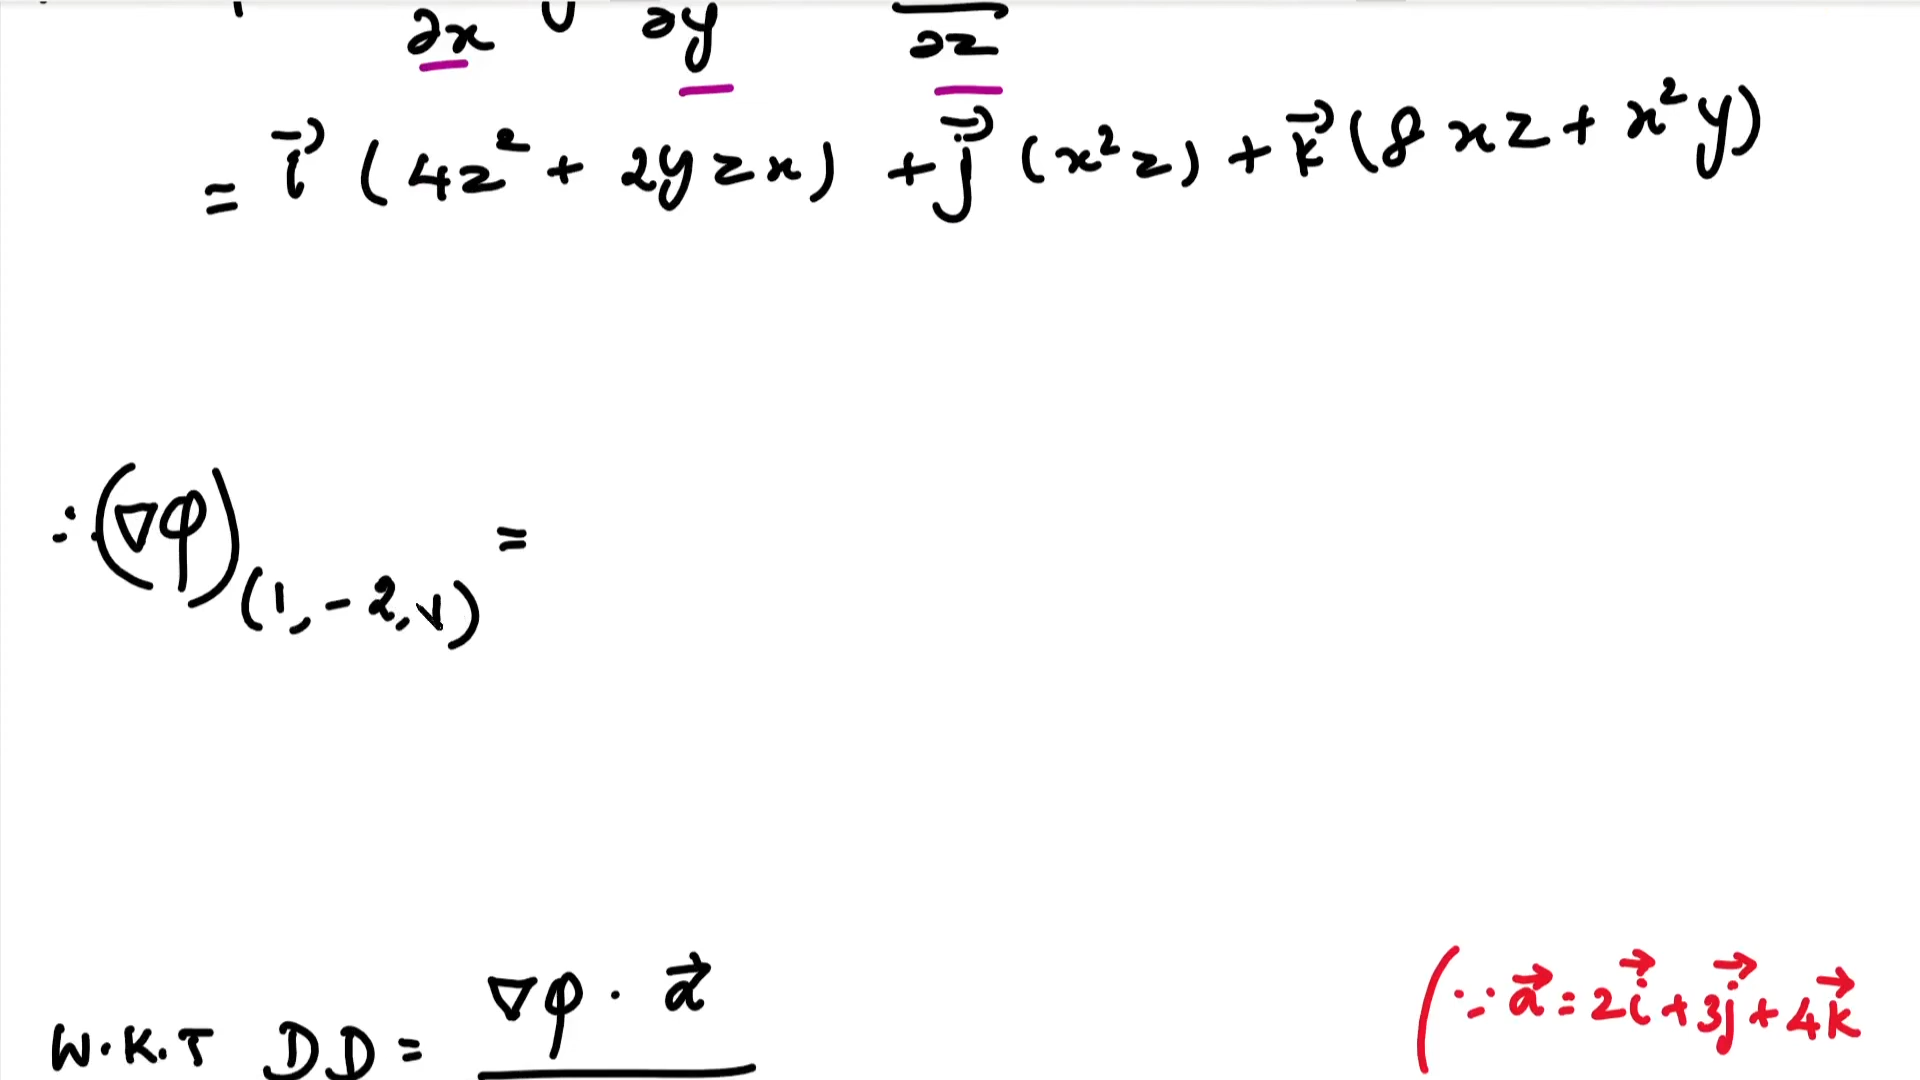 ∂x ∂y ∂z
= i⃗ (4z² + 2yzx) + j⃗ (x²z) + k⃗ (8xz + x²y)
∴ (∇φ)(1, -2, 1) =
∇φ · a⃗
(∵ a⃗ = 2i⃗ + 3j⃗ + 4k⃗
W.K.T DD =